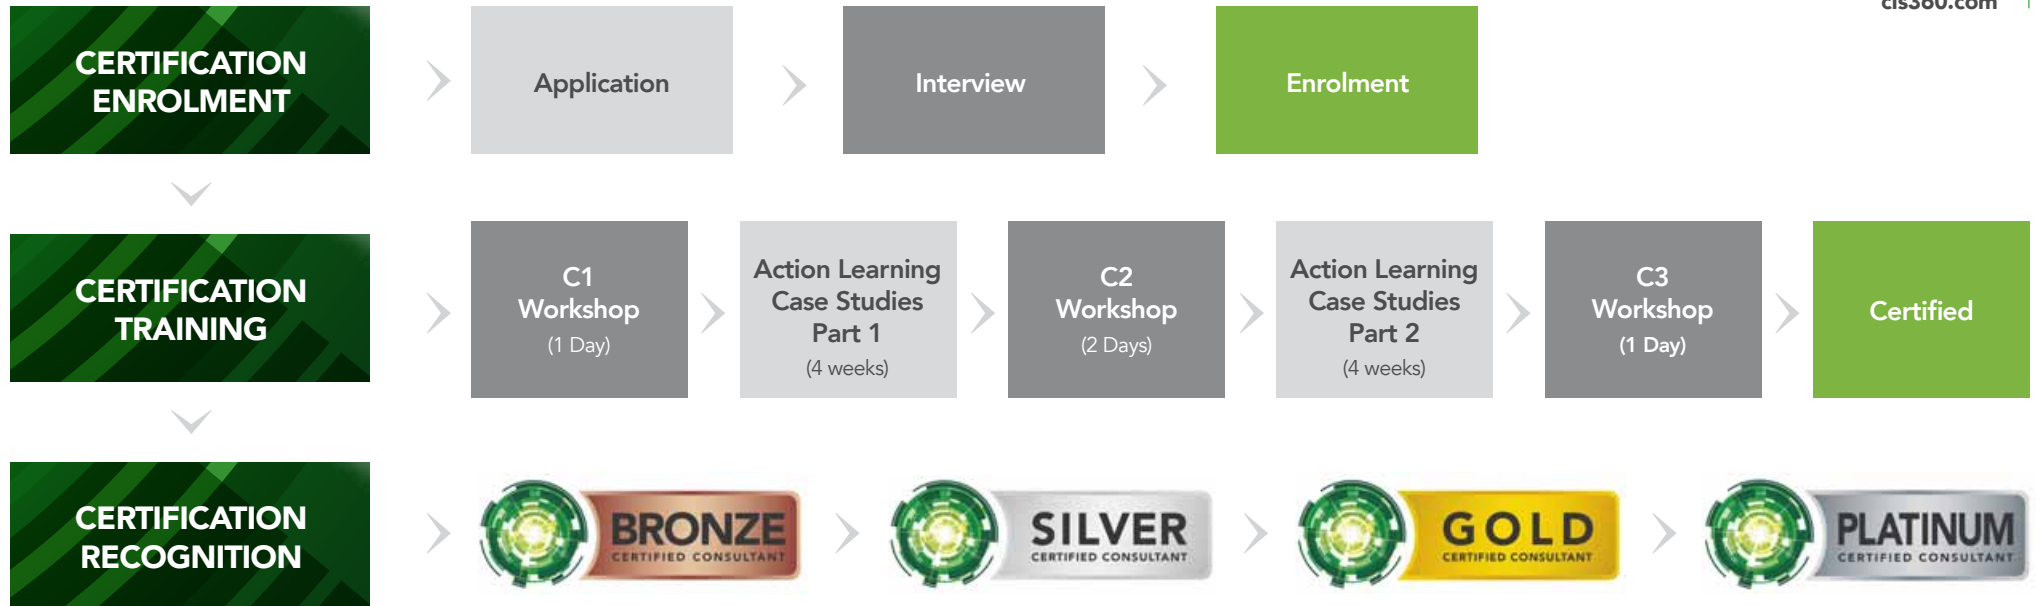 cls360.com
CERTIFICATION
ENROLMENT
Application
Interview
Enrolment
CERTIFICATION
TRAINING
C1
Workshop
(1 Day)
Action Learning
Case Studies
Part 1
(4 weeks)
C2
Workshop
(2 Days)
Action Learning
Case Studies
Part 2
(4 weeks)
C3
Workshop
(1 Day)
Certified
CERTIFICATION
RECOGNITION
BRONZE
CERTIFIED CONSULTANT
SILVER
CERTIFIED CONSULTANT
GOLD
CERTIFIED CONSULTANT
PLATINUM
CERTIFIED CONSULTANT